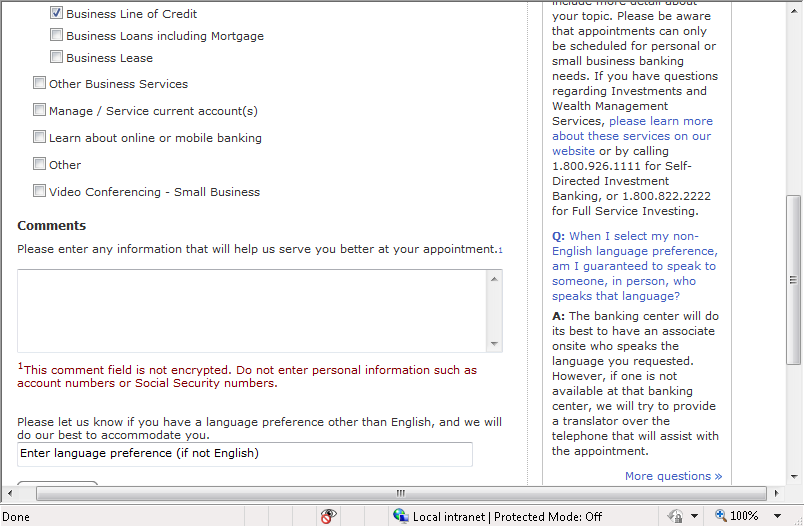 Business Line of Credit
Business Loans including Mortgage
Business Lease
Other Business Services
Manage / Service current account(s)
Learn about online or mobile banking
Other
Video Conferencing - Small Business
Comments
Please enter any information that will help us serve you better at your appointment.1
1This comment field is not encrypted. Do not enter personal information such as
account numbers or Social Security numbers.
Please let us know if you have a language preference other than English, and we will
do our best to accommodate you.
Enter language preference (if not English)
include more detail about
your topic. Please be aware
that appointments can only
be scheduled for personal or
small business banking
needs. If you have questions
regarding Investments and
Wealth Management
Services, please learn more
about these services on our
website or by calling
1.800.926.1111 for Self-
Directed Investment
Banking, or 1.800.822.2222
for Full Service Investing.
Q: When I select my non-
English language preference,
am I guaranteed to speak to
someone, in person, who
speaks that language?
A: The banking center will do
its best to have an associate
onsite who speaks the
language you requested.
However, if one is not
available at that banking
center, we will try to provide
a translator over the
telephone that will assist with
the appointment.
More questions »
Done
Local intranet | Protected Mode: Off
100%